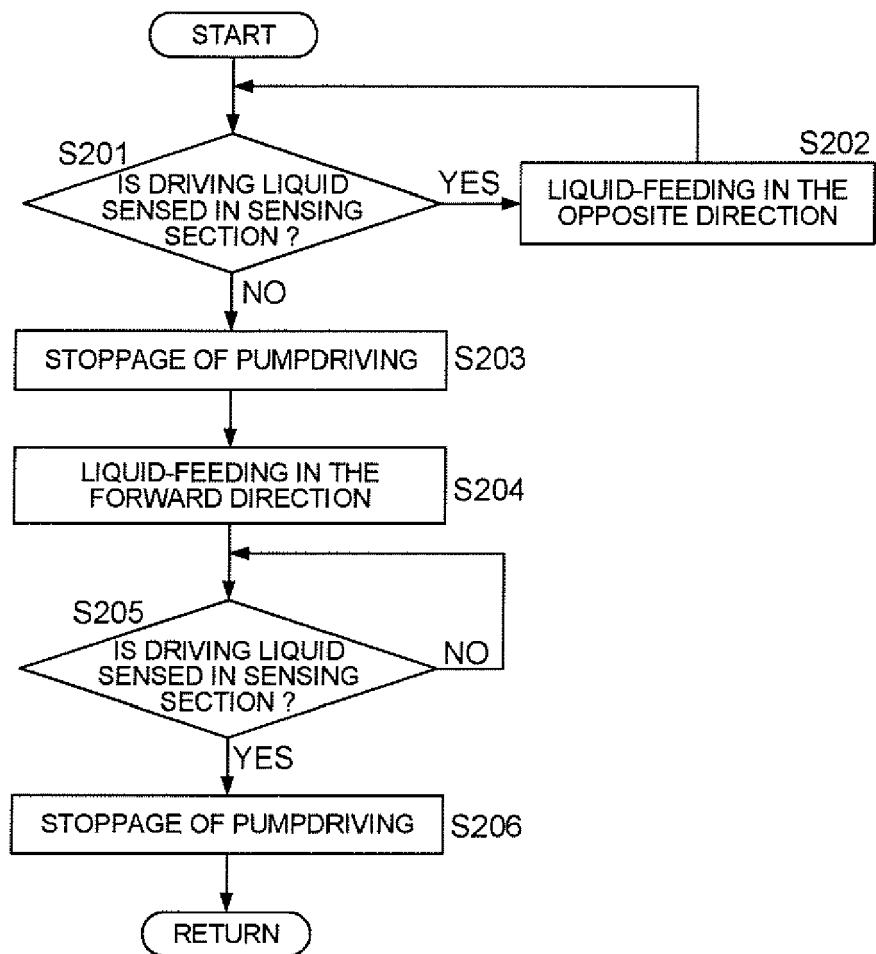 START
S201
IS DRIVING LIQUID
SENSED IN SENSING
SECTION ?
YES
S202
LIQUID-FEEDING IN THE
OPPOSITE DIRECTION
NO
STOPPAGE OF PUMPDRIVING
S203
LIQUID-FEEDING IN THE
FORWARD DIRECTION
S204
S205
IS DRIVING LIQUID
SENSED IN SENSING
SECTION ?
NO
YES
STOPPAGE OF PUMPDRIVING
S206
RETURN